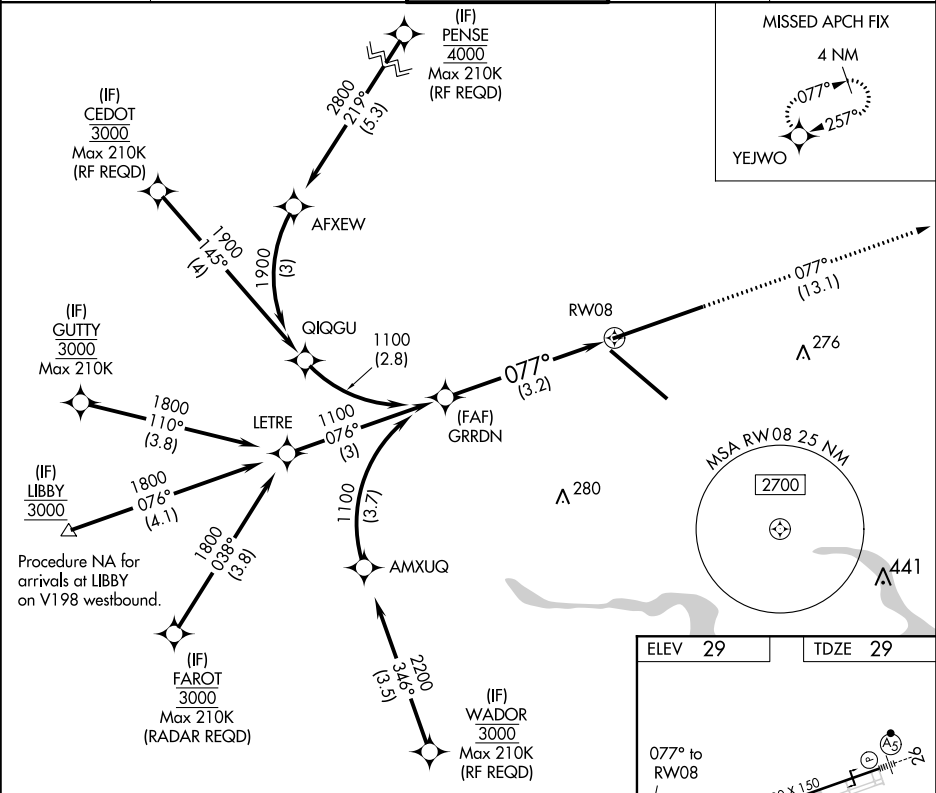 (IF)
PENSE
4000
Max 210K
(RF REQD)
2800
219°
(5.3)
MISSED APCH FIX
4 NM
077°
257°
YEJWO
(IF)
CEDOT
3000
Max 210K
(RF REQD)
1900
145°
(4)
AFXEW
1900
(3)
077°
(13.1)
(IF)
GUTTY
3000
Max 210K
QIQGU
1100
(2.8)
RW08
276
077°
(3.2)
1800
110°
(3.8)
LETRE
1100
076°
(3)
(FAF)
GRRDN
(IF)
LIBBY
3000
1800
076°
(4.1)
MSA RW08 25 NM
2700
280
1100
(3.7)
Procedure NA for
arrivals at LIBBY
on V198 westbound.
1800
038°
(3.8)
AMXUQ
441
(IF)
FAROT
3000
Max 210K
(RADAR REQD)
2200
346°
(3.5)
(IF)
WADOR
3000
Max 210K
(RF REQD)
ELEV 29
TDZE 29
077° to
RW08
X 150
P
A5
26